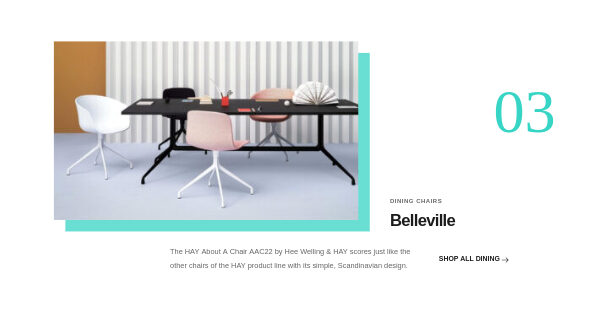 03
DINING CHAIRS
Belleville
The HAY About A Chair AAC22 by Hee Welling & HAY scores just like the
other chairs of the HAY product line with its simple, Scandinavian design.
SHOP ALL DINING →